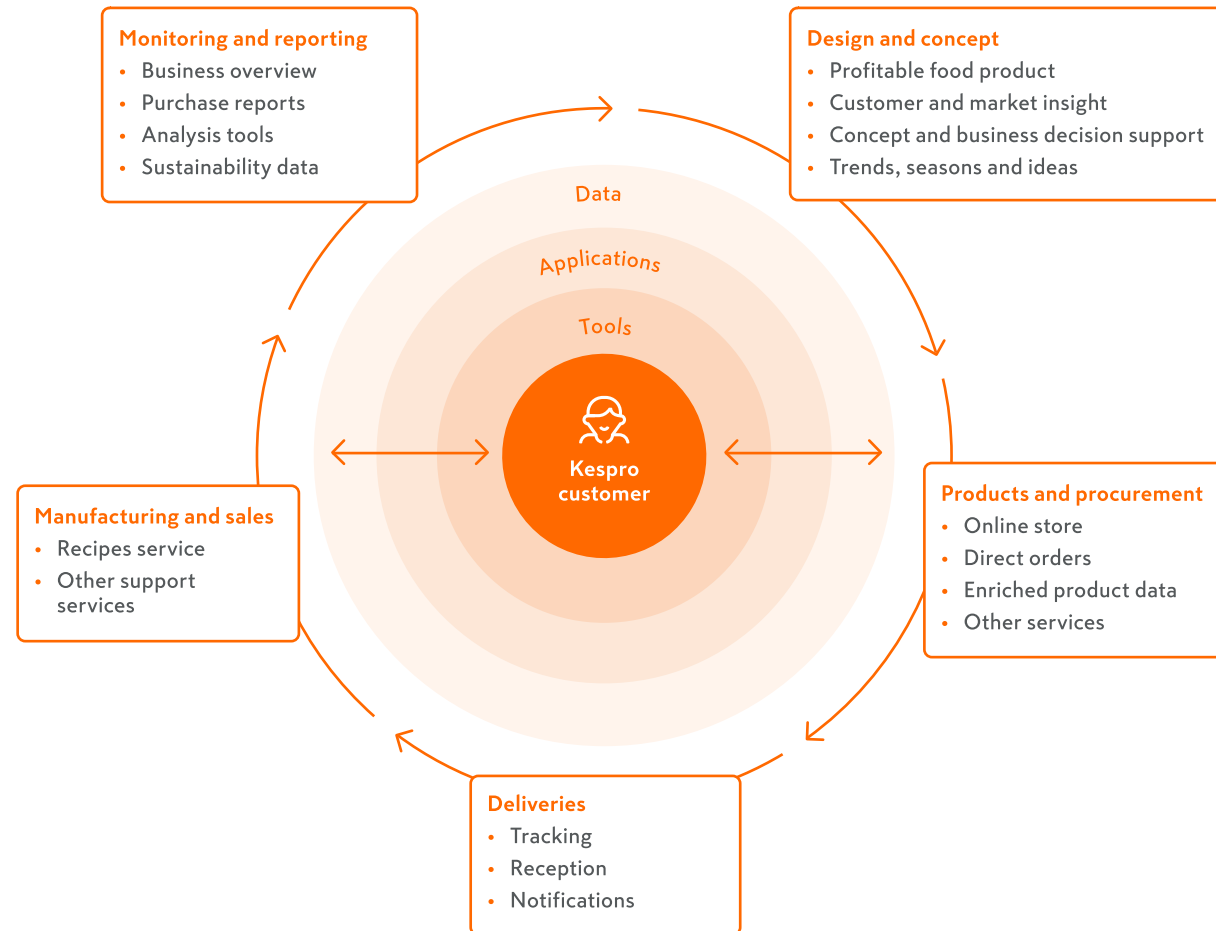 Monitoring and reporting
• Business overview
• Purchase reports
• Analysis tools
• Sustainability data
Design and concept
• Profitable food product
• Customer and market insight
• Concept and business decision support
• Trends, seasons and ideas
Data
Applications
Tools
Kespro
customer
Manufacturing and sales
• Recipes service
• Other support
services
Products and procurement
• Online store
• Direct orders
• Enriched product data
• Other services
Deliveries
• Tracking
• Reception
• Notifications